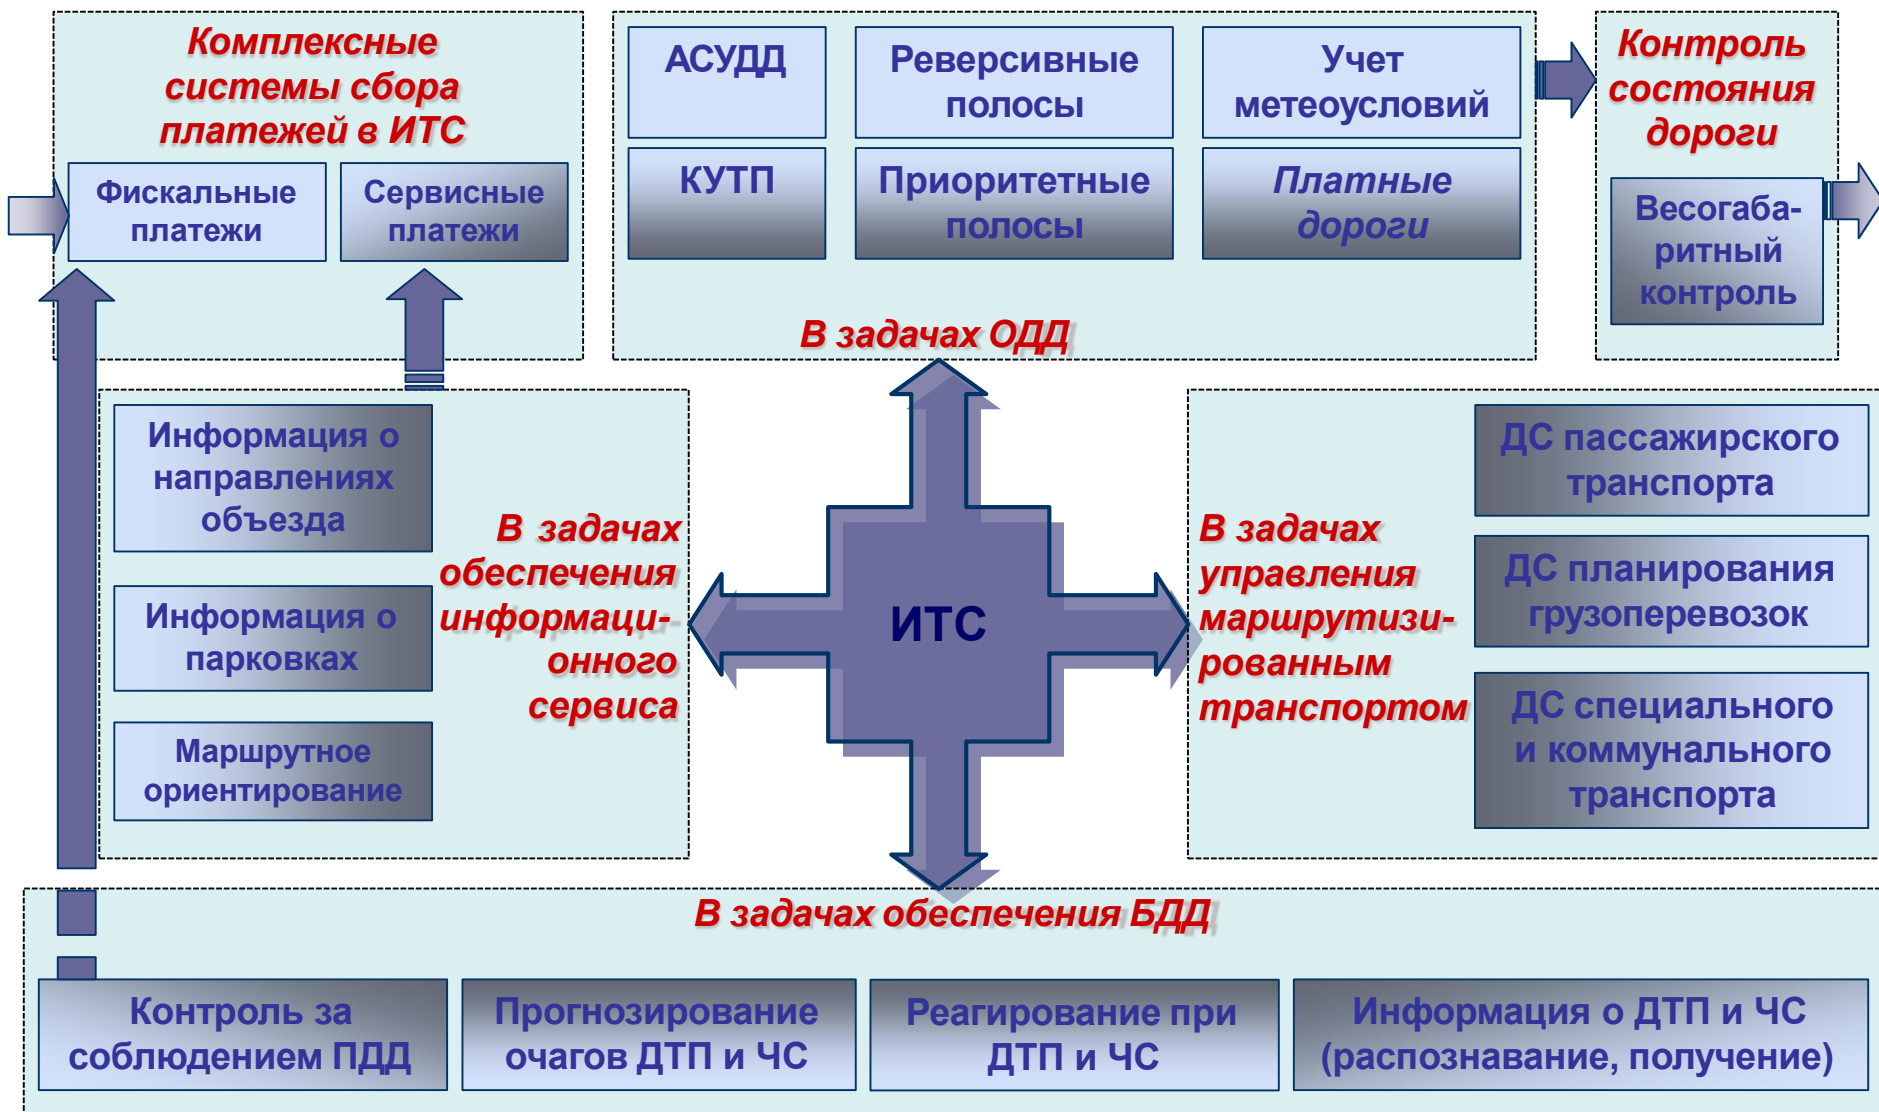 Комплексные
системы сбора
платежей в ИТС
Фискальные
платежи
Сервисные
платежи
АСУДД
Реверсивные
полосы
Учет
метеоусловий
КУТП
Приоритетные
полосы
Платные
дороги
В задачах ОДД
Контроль
состояния
дороги
Весогаба-
ритный
контроль
Информация о
направлениях
объезда
Информация о
парковках
Маршрутное
ориентирование
В задачах
обеспечения
информаци-
онного
сервиса
ИТС
В задачах
управления
маршрутизи-
рованным
транспортом
ДС пассажирского
транспорта
ДС планирования
грузоперевозок
ДС специального
и коммунального
транспорта
В задачах обеспечения БДД
Контроль за
соблюдением ПДД
Прогнозирование
очагов ДТП и ЧС
Реагирование при
ДТП и ЧС
Информация о ДТП и ЧС
(распознавание, получение)